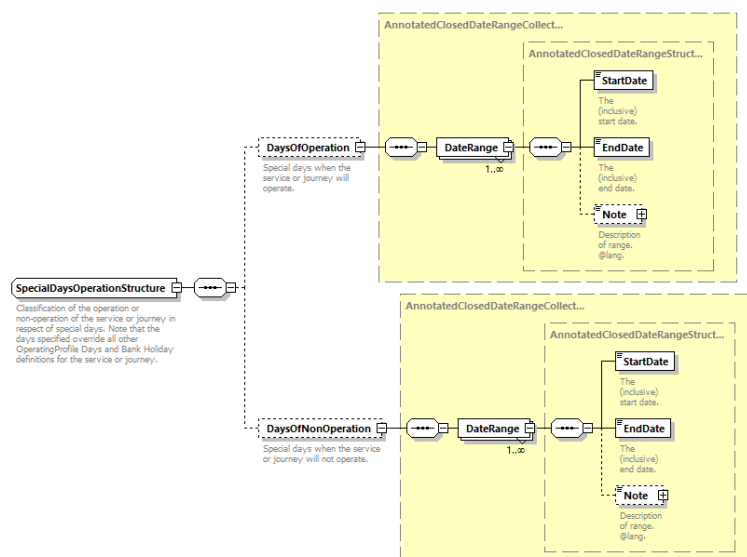 AnnotatedClosedDateRangeCollect...
AnnotatedClosedDateRangeStruct...
StartDate
The
(inclusive)
start date.
DaysOfOperation
DateRange
EndDate
Special days when the
service or journey will
operate.
1..∞
The
(inclusive)
end date.
Note
Description
of range.
@lang.
SpecialDaysOperationStructure
Classification of the operation or
non-operation of the service or journey in
respect of special days. Note that the
days specified override all other
OperatingProfile Days and Bank Holiday
definitions for the service or journey.
AnnotatedClosedDateRangeCollect...
AnnotatedClosedDateRangeStruct...
StartDate
The
(inclusive)
start date.
DaysOfNonOperation
DateRange
EndDate
Special days when the service
or journey will not operate.
1..∞
The
(inclusive)
end date.
Note
Description
of range.
@lang.